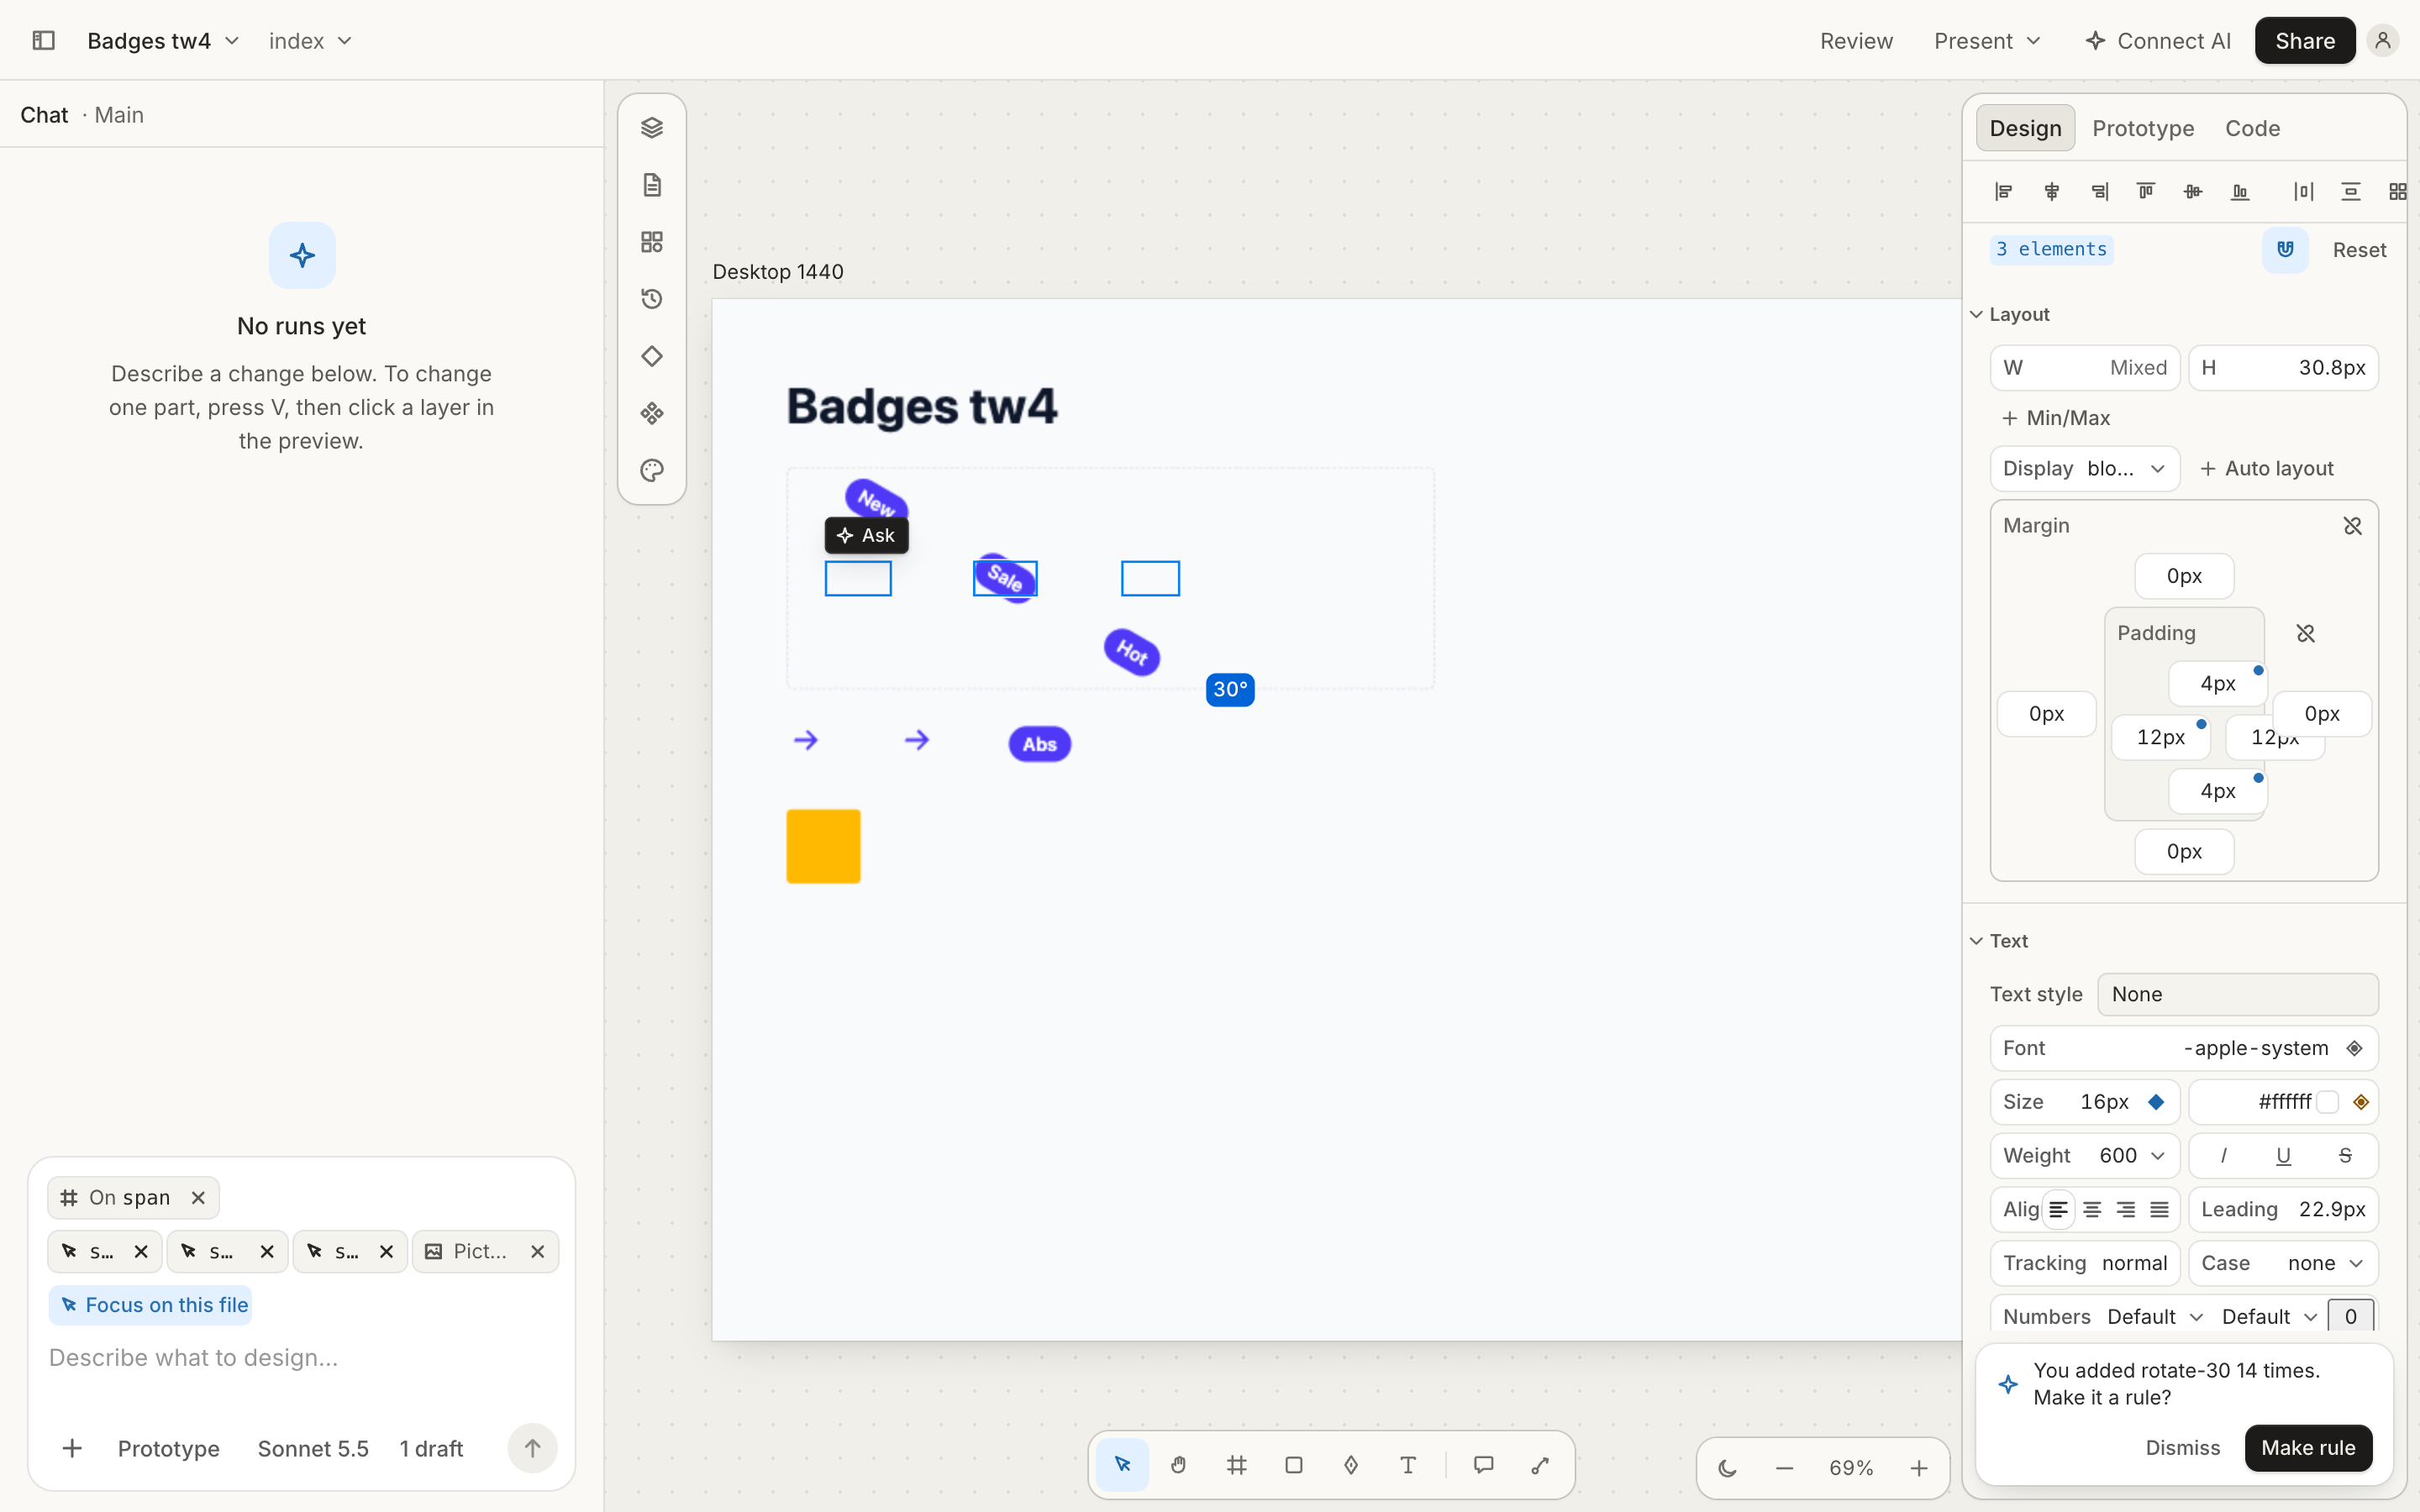 Badges tw4
index
Review
Present
Connect AI
Share
Chat · Main
No runs yet
Describe a change below. To change
one part, press V, then click a layer in
the preview.
On span
s...
s...
s...
Pict...
Focus on this file
Describe what to design...
Prototype
Sonnet 5.5
1 draft
Desktop 1440
Badges tw4
New
Ask
Sale
Hot
30°
Abs
69%
Design
Prototype
Code
3 elements
Reset
Layout
W Mixed
H 30.8px
Min/Max
Display blo...
Auto layout
Margin
0px
Padding
4px
0px
12px
12px
0px
4px
0px
Text
Text style None
Font -apple-system
Size 16px
#ffffff
Weight 600
I U S
Alig
Leading 22.9px
Tracking normal
Case none
Numbers Default Default 0
You added rotate-30 14 times.
Make it a rule?
Dismiss
Make rule